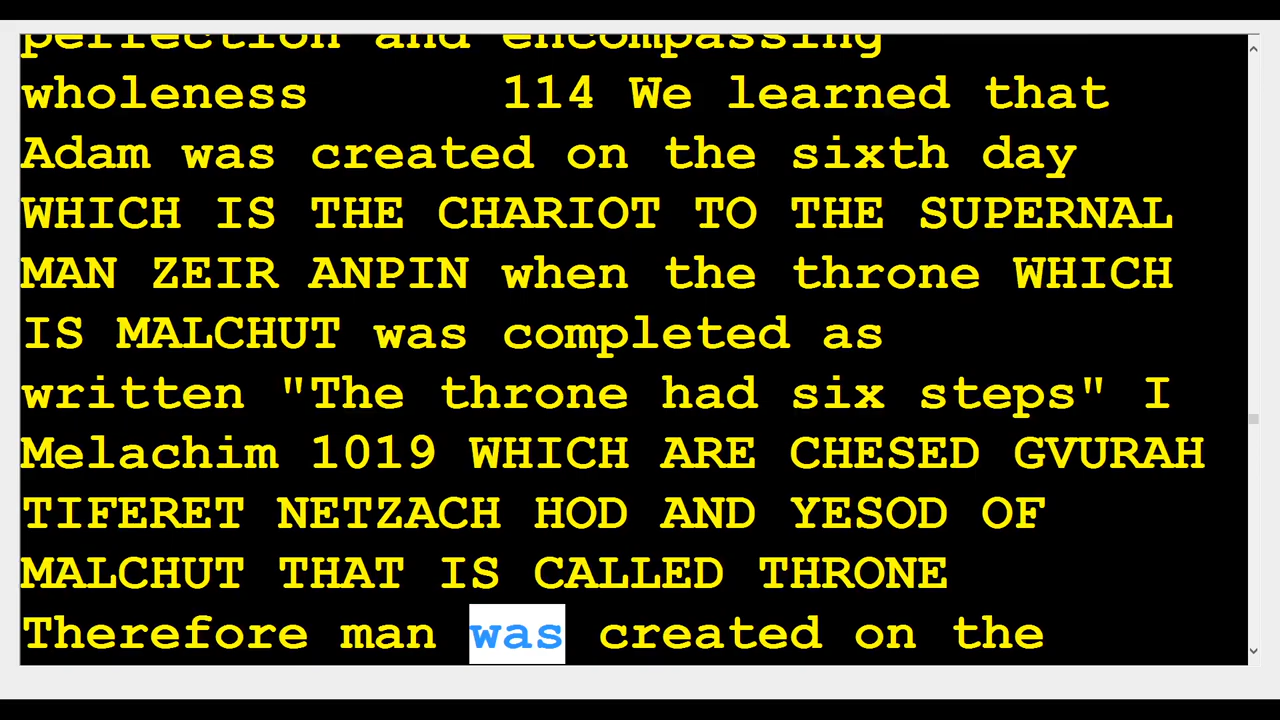 perfection and encompassing
wholeness 114 We learned that
Adam was created on the sixth day
WHICH IS THE CHARIOT TO THE SUPERNAL
MAN ZEIR ANPIN when the throne WHICH
IS MALCHUT was completed as
written "The throne had six steps" I
Melachim 1019 WHICH ARE CHESED GVURAH
TIFERET NETZACH HOD AND YESOD OF
MALCHUT THAT IS CALLED THRONE
Therefore man was created on the